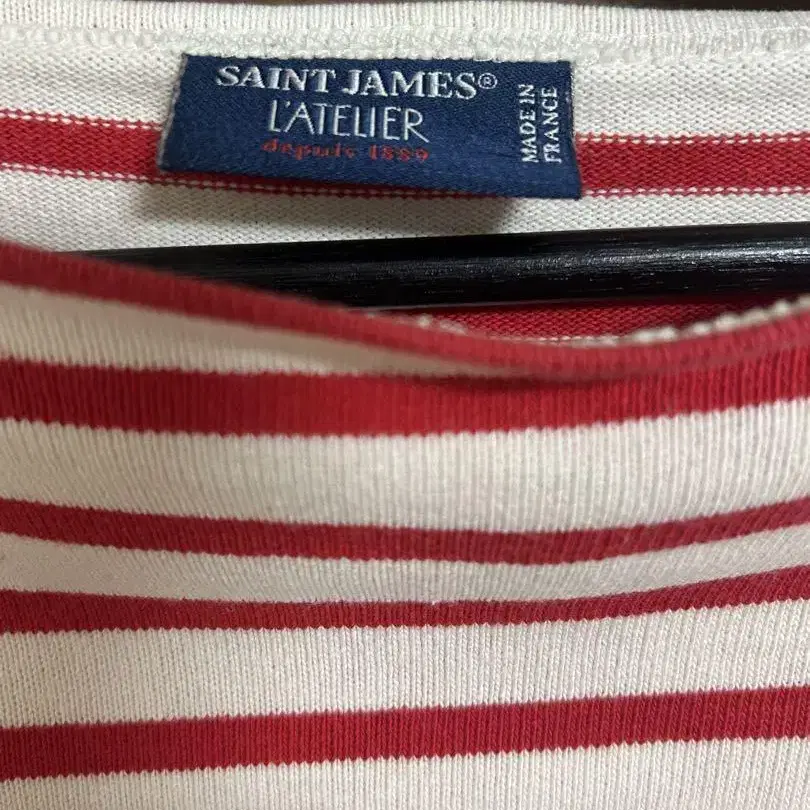 SAINT JAMES®
L'ATELIER
depuis 1889
MADE IN
FRANCE